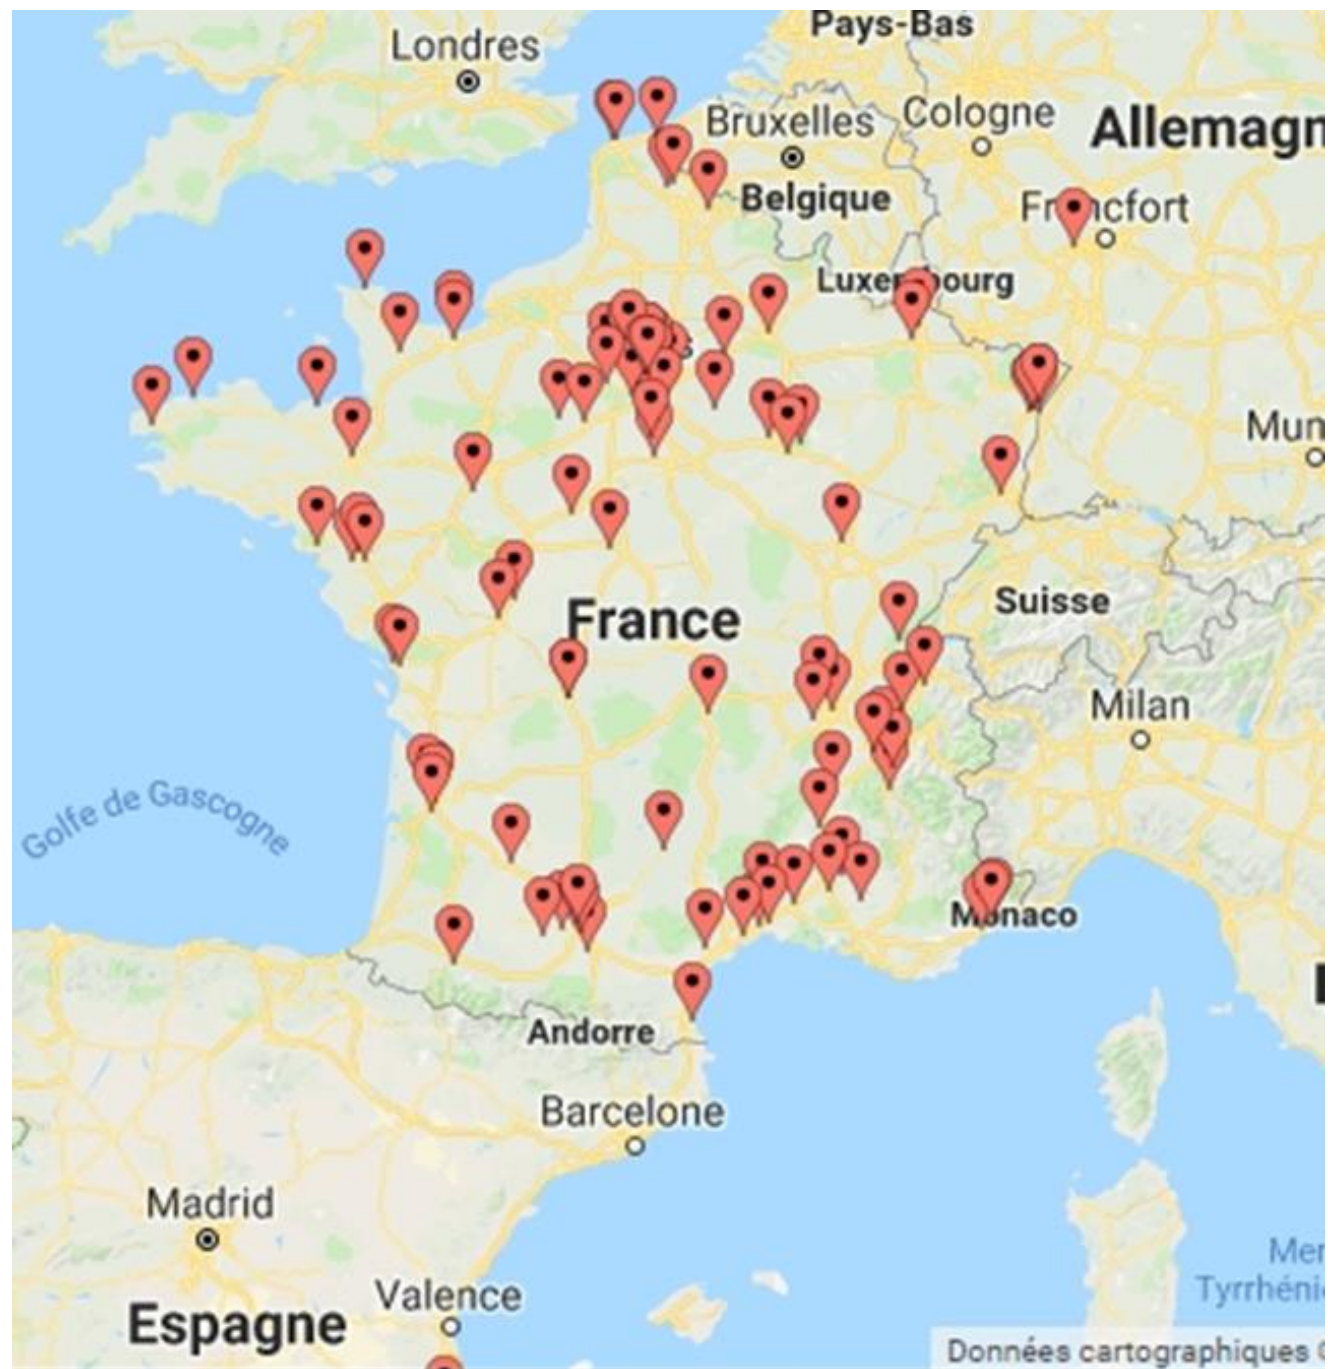 Pays-Bas
Londres
Bruxelles
Cologne
Allemagn
Belgique
Fr ncfort
Luxe bourg
s
Mun
France
Suisse
Milan
Golfe de Gascogne
Monaco
Andorre
Barcelone
Madrid
Mer
Tyrrhéni
Valence
Espagne
Données cartographiques ©